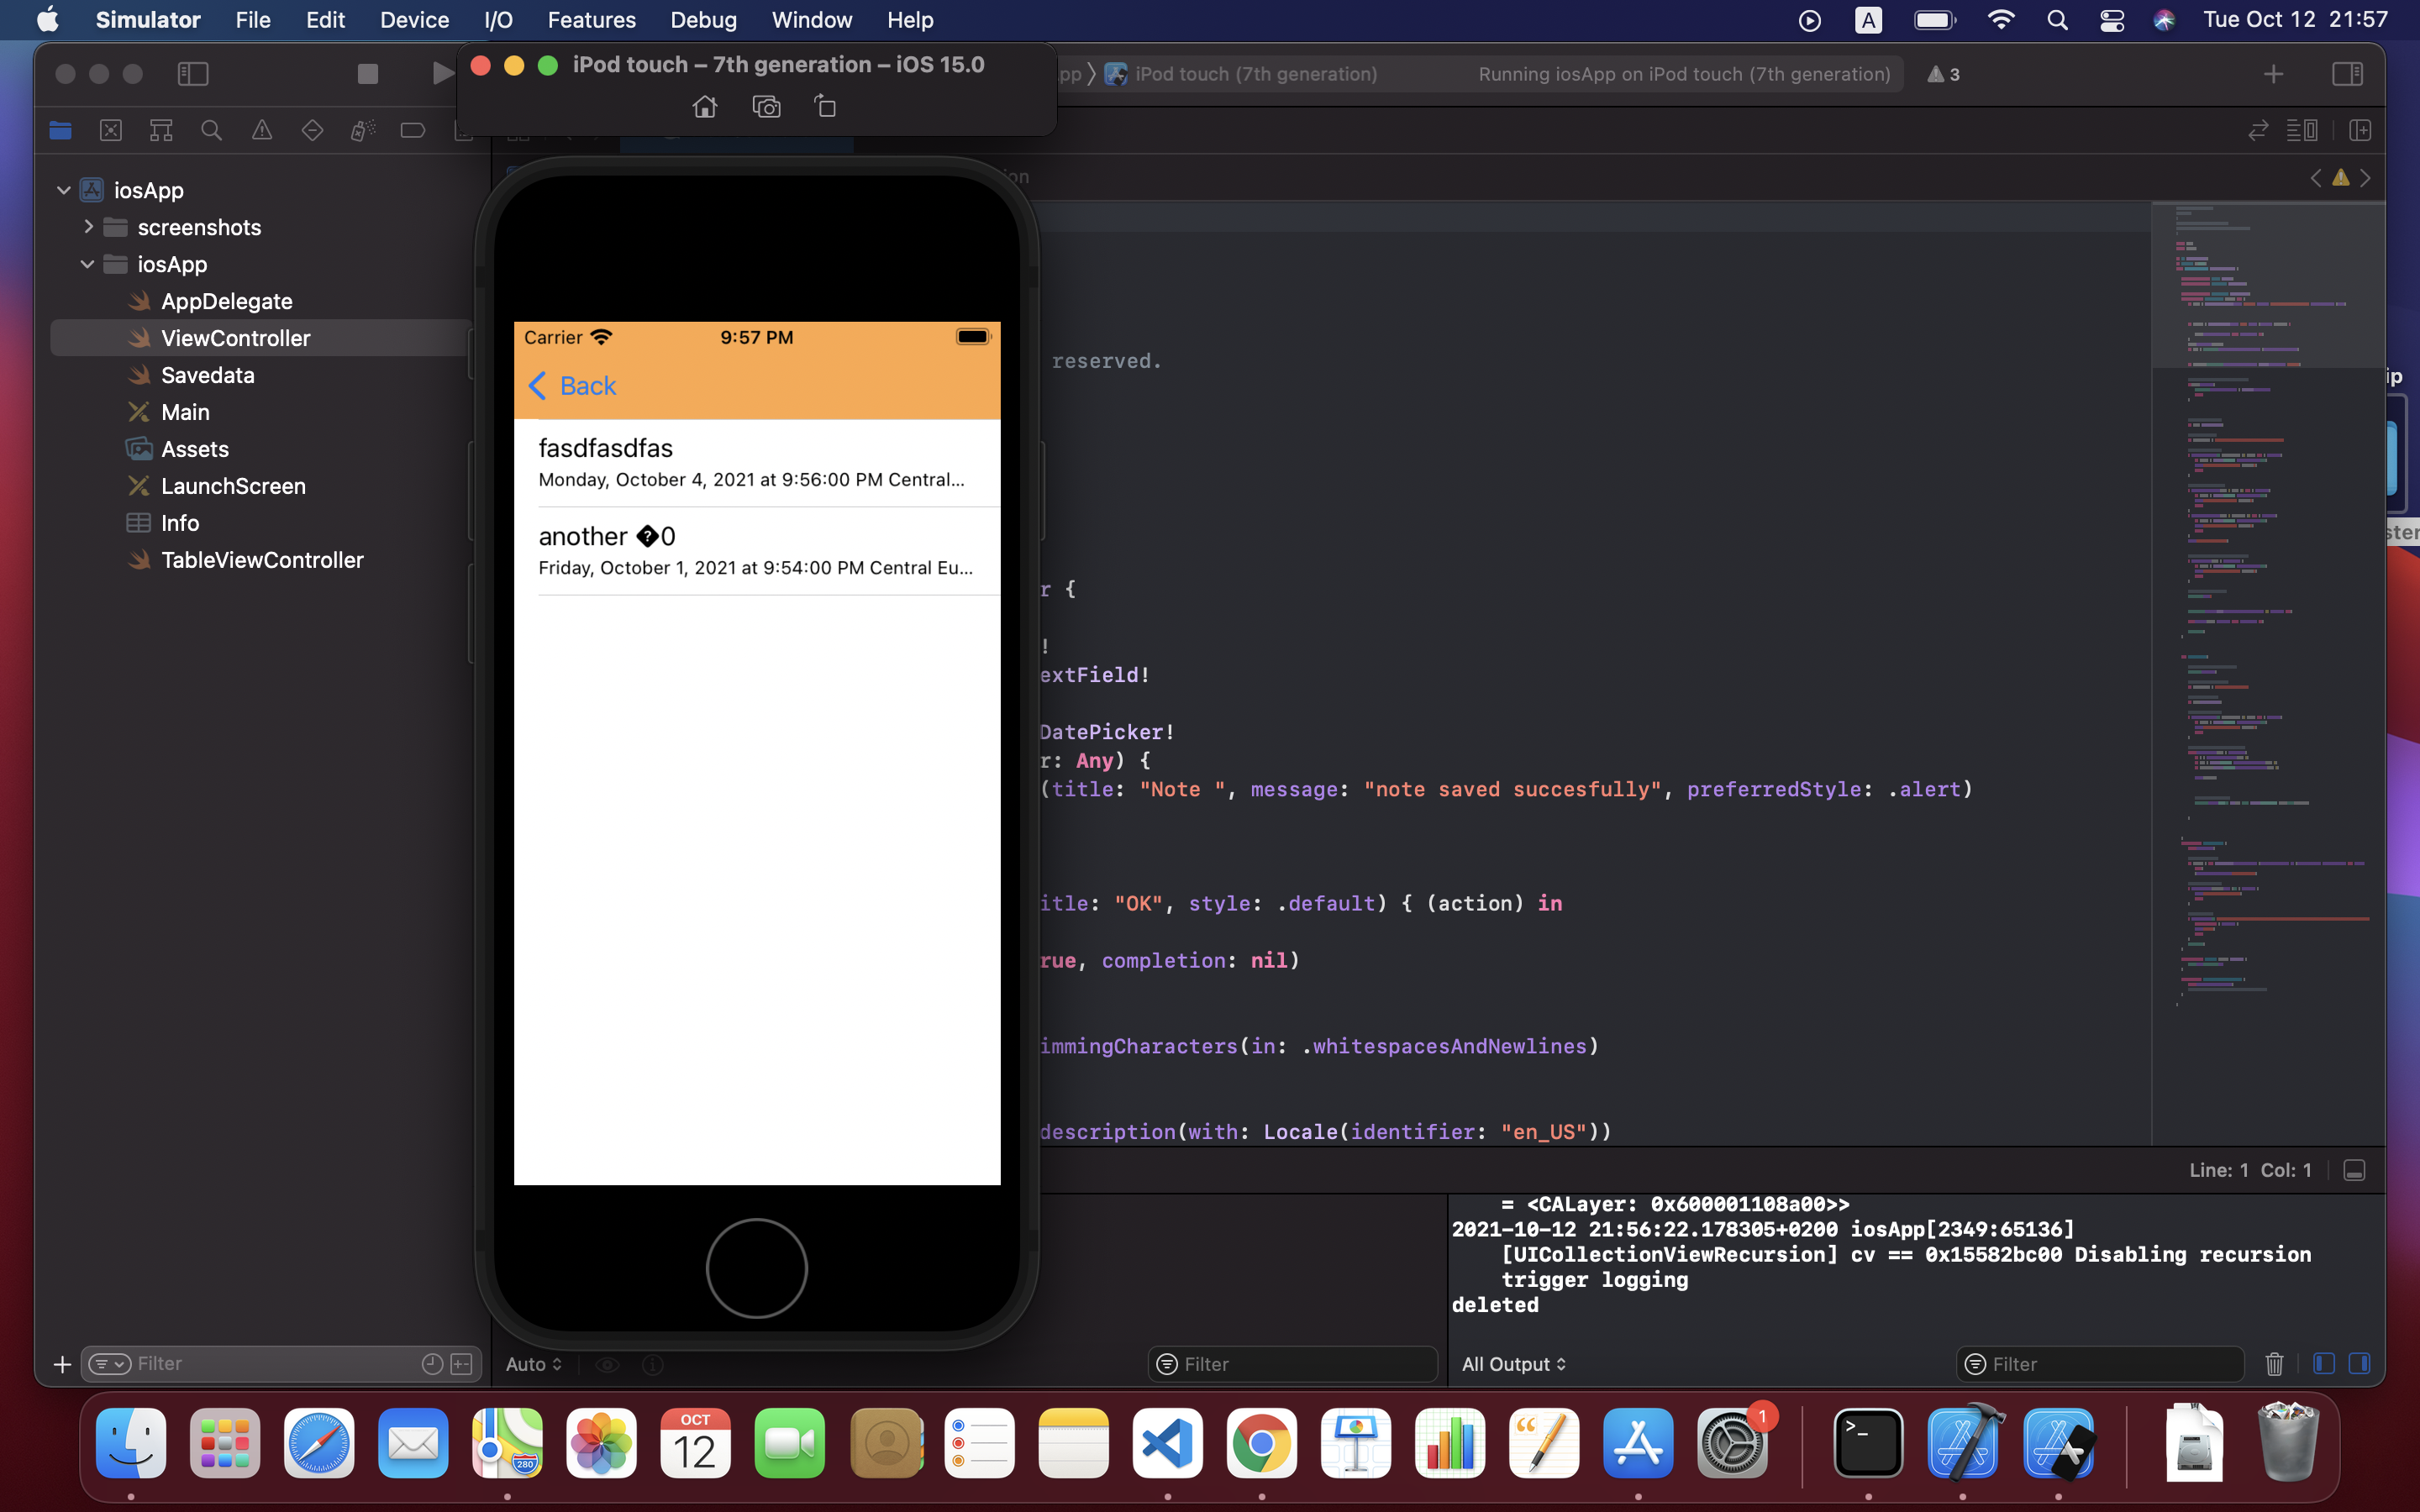 Simulator File Edit Device I/O Features Debug Window Help
A
Tue Oct 12 21:57
iPod touch – 7th generation – iOS 15.0
iPod touch (7th generation)
Running iosApp on iPod touch (7th generation)
3
iosApp
screenshots
iosApp
AppDelegate
ViewController
Savedata
Main
Assets
LaunchScreen
Info
TableViewController
Carrier
9:57 PM
Back
fasdfasdfas
Monday, October 4, 2021 at 9:56:00 PM Central...
another �0
Friday, October 1, 2021 at 9:54:00 PM Central Eu...
reserved.
r {
!
extField!
DatePicker!
r: Any) {
(title: "Note ", message: "note saved succesfully", preferredStyle: .alert)
itle: "OK", style: .default) { (action) in
rue, completion: nil)
immingCharacters(in: .whitespacesAndNewlines)
description(with: Locale(identifier: "en_US"))
Line: 1 Col: 1
= <CALayer: 0x600001108a00>>
2021-10-12 21:56:22.178305+0200 iosApp[2349:65136]
[UICollectionViewRecursion] cv == 0x15582bc00 Disabling recursion
trigger logging
deleted
Filter
Auto
Filter
All Output
Filter
OCT
12
280
1